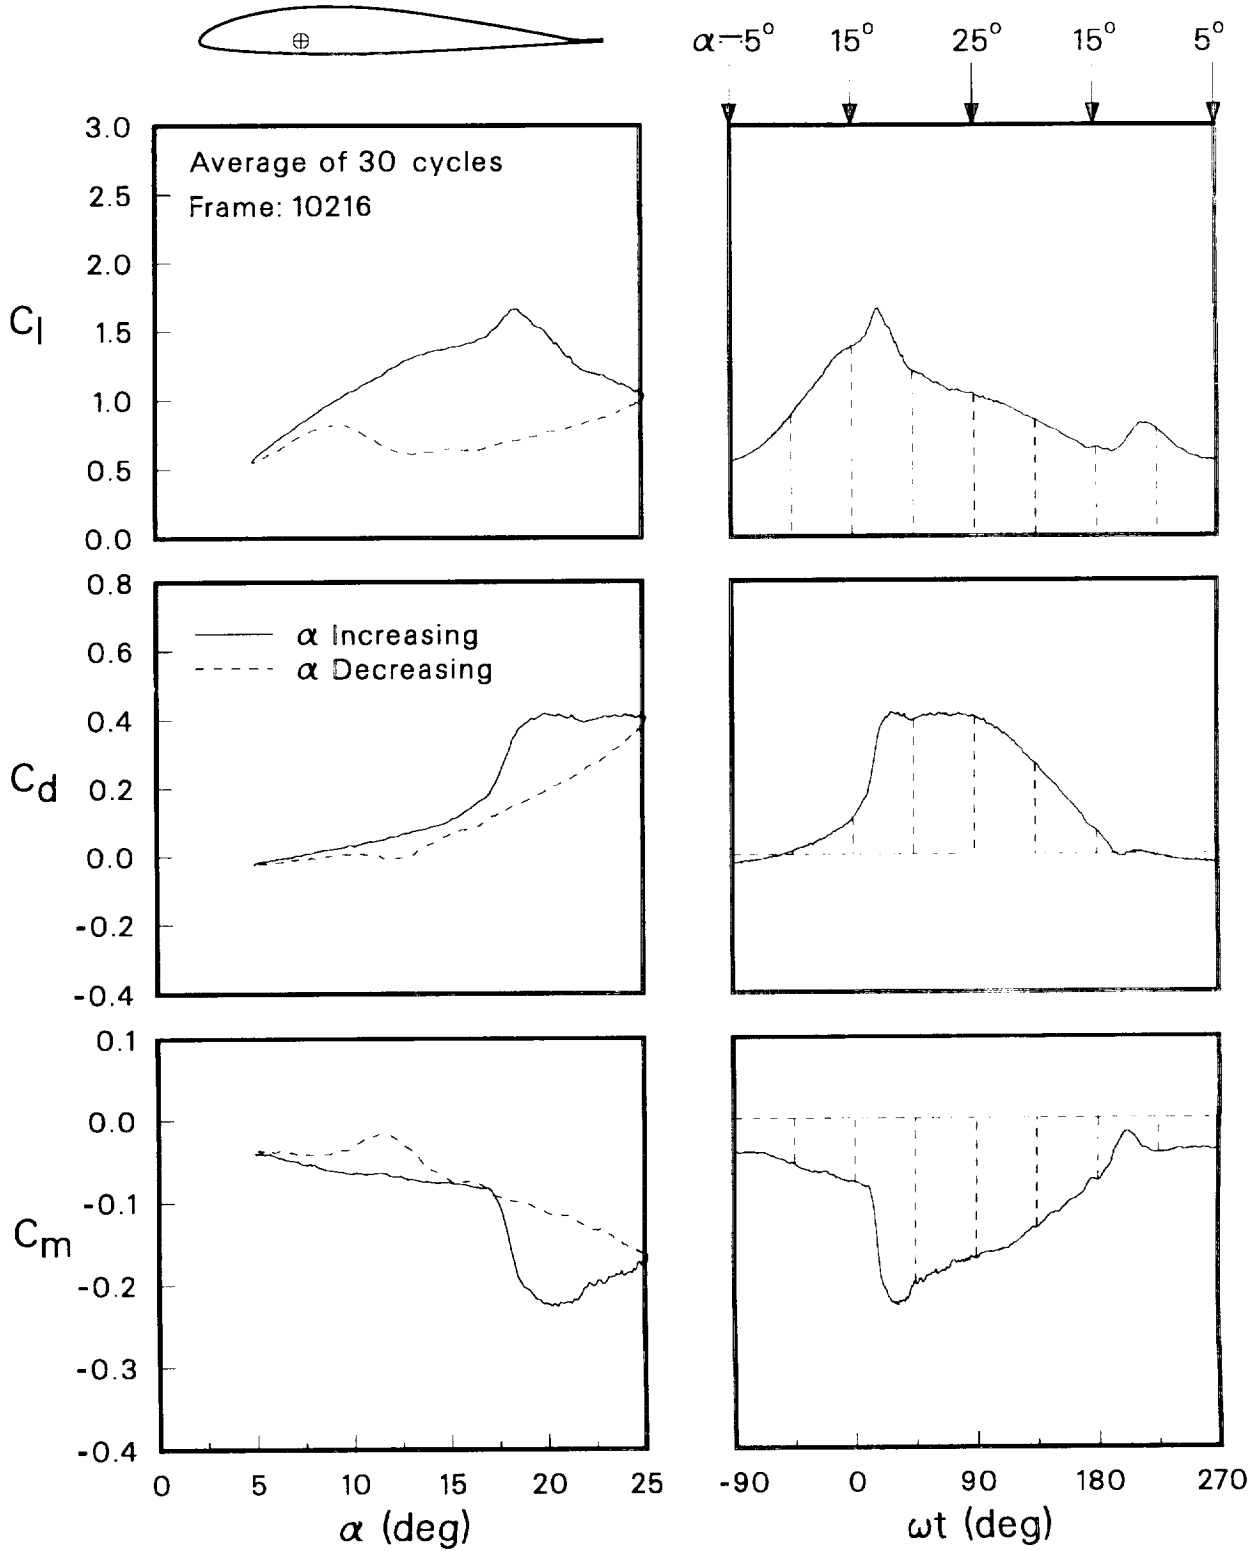 α=5° 15° 25° 15° 5°
3.0
2.5
2.0
1.5
1.0
0.5
0.0
Cl
Average of 30 cycles
Frame: 10216
0.8
0.6
0.4
0.2
0.0
-0.2
-0.4
Cd
α Increasing
α Decreasing
0.1
0.0
-0.1
-0.2
-0.3
-0.4
Cm
0 5 10 15 20 25
α (deg)
-90 0 90 180 270
ωt (deg)